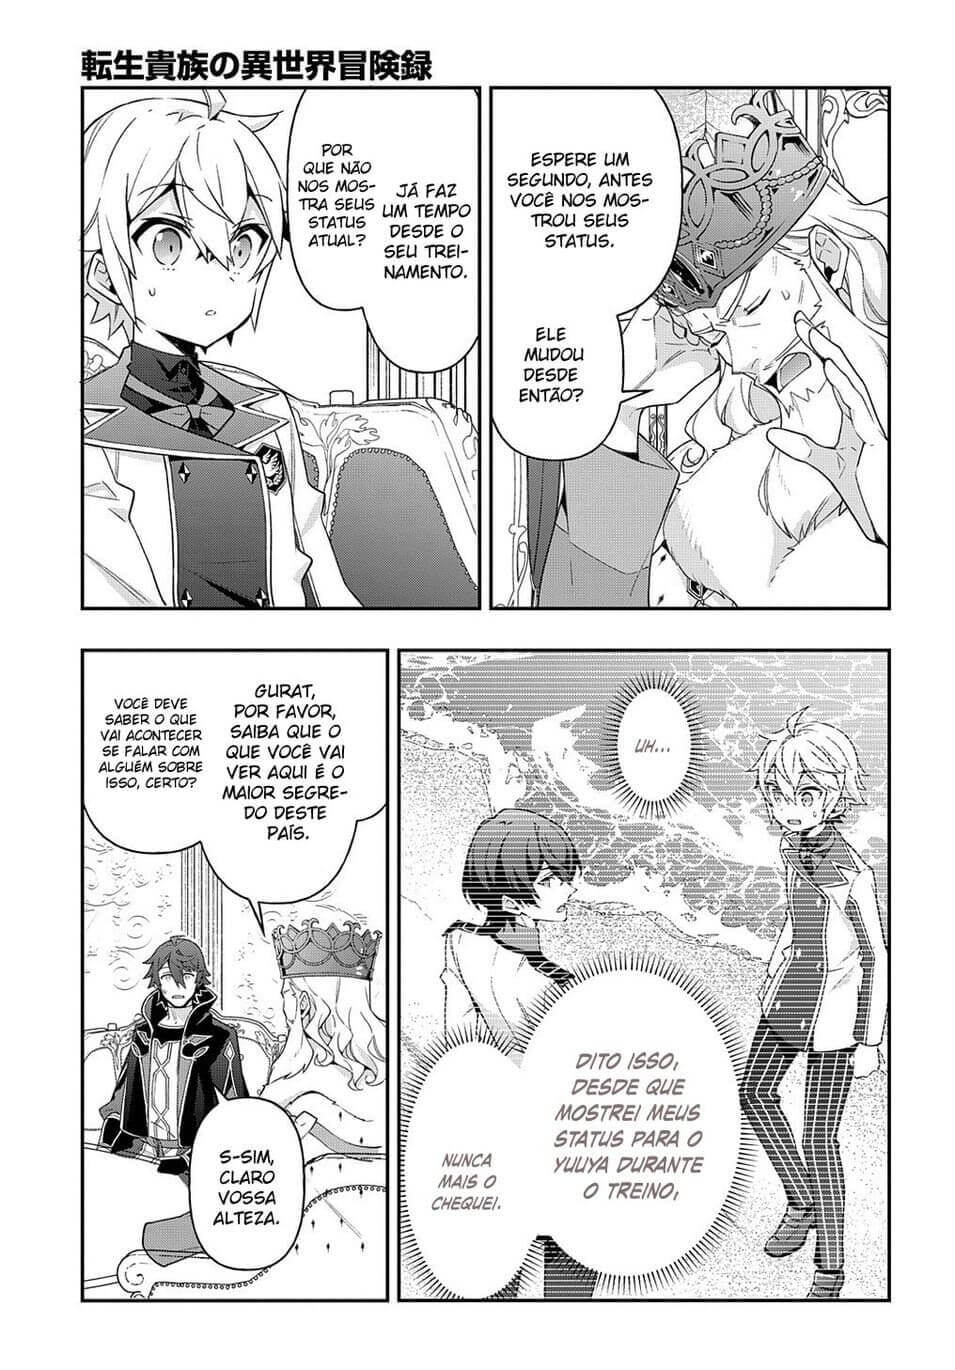 転生貴族の異世界冒険録
ESPERE UM
SEGUNDO, ANTES
VOCÊ NOS MOS-
TROU SEUS
STATUS.
ELE
MUDOU
DESDE
ENTÃO?
JÁ FAZ
UM TEMPO
DESDE O
SEU TREI-
NAMENTO.
POR
QUE NÃO
NOS MOS-
TRA SEUS
STATUS
ATUAL?
UH...
DITO ISSO,
DESDE QUE
MOSTREI MEUS
STATUS PARA O
YUUYA DURANTE
O TREINO,
NUNCA
MAIS O
CHEQUEI.
GURAT,
POR FAVOR,
SAIBA QUE O
QUE VOCÊ VAI
VER AQUI É O
MAIOR SEGRE-
DO DESTE
PAÍS.
VOCÊ DEVE
SABER O QUE
VAI ACONTECER
SE FALAR COM
ALGUÉM SOBRE
ISSO, CERTO?
S-SIM,
CLARO
VOSSA
ALTEZA.